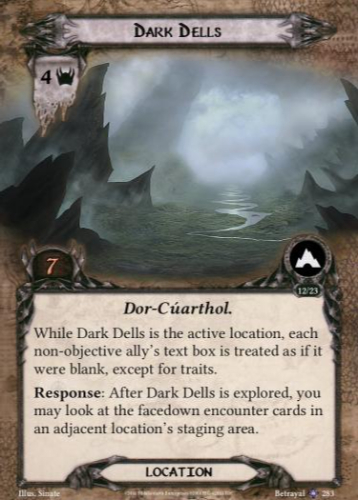 DARK DELLS
4
7
12/23
Dor-Cúarthol.
While Dark Dells is the active location, each
non-objective ally's text box is treated as if it
were blank, except for traits.
Response: After Dark Dells is explored, you
may look at the facedown encounter cards in
an adjacent location's staging area.
LOCATION
Illus. Sinate
Betrayal 283